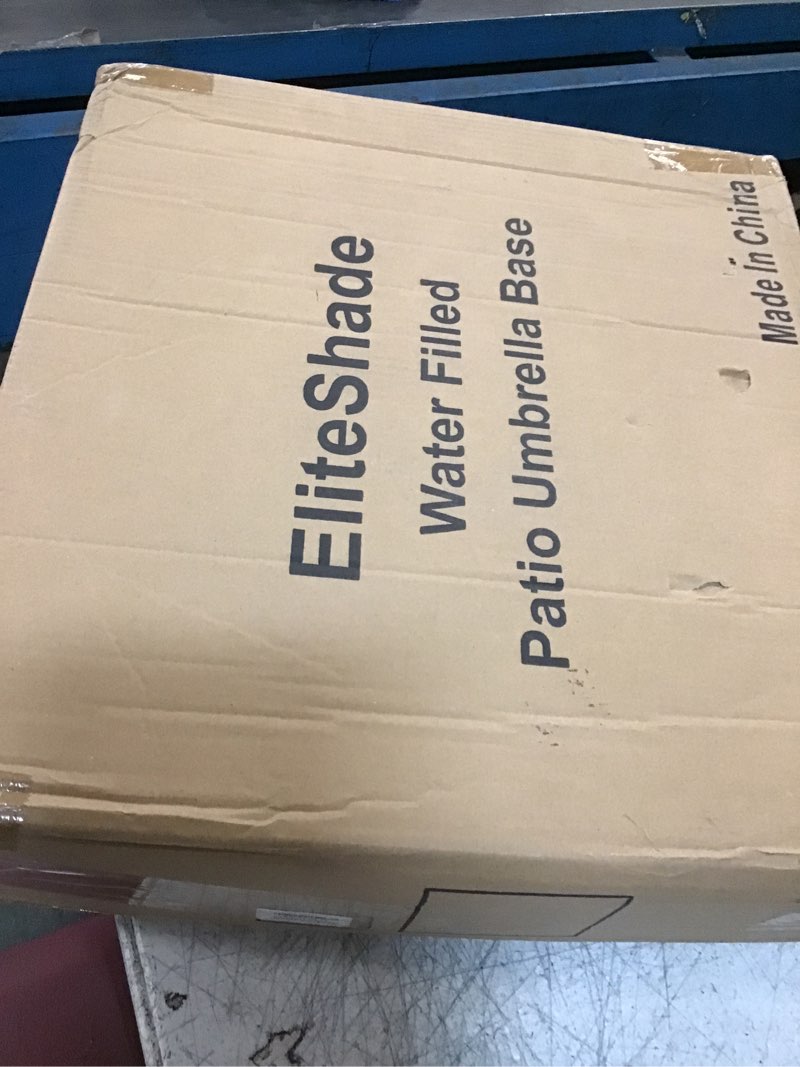 EliteShade
Water Filled
Patio Umbrella Base
Made In China